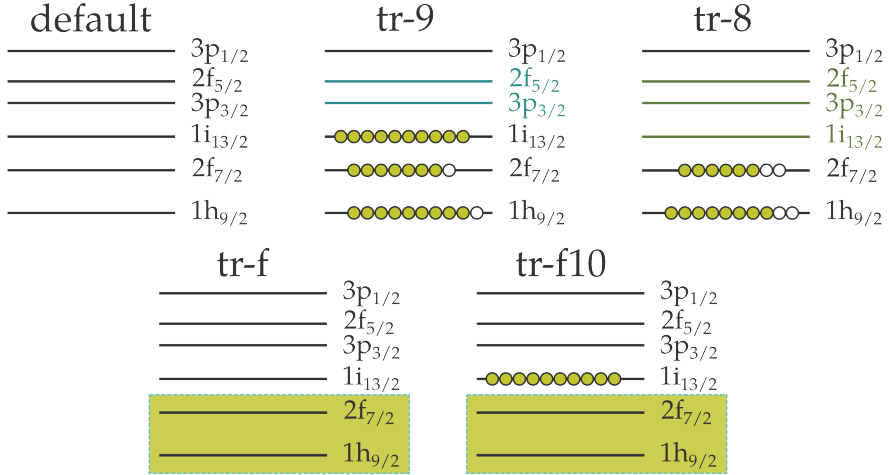 default
3p1/2
2f5/2
3p3/2
1i13/2
2f7/2
1h9/2
tr-9
3p1/2
2f5/2
3p3/2
1i13/2
2f7/2
1h9/2
tr-8
3p1/2
2f5/2
3p3/2
1i13/2
2f7/2
1h9/2
tr-f
3p1/2
2f5/2
3p3/2
1i13/2
2f7/2
1h9/2
tr-f10
3p1/2
2f5/2
3p3/2
1i13/2
2f7/2
1h9/2